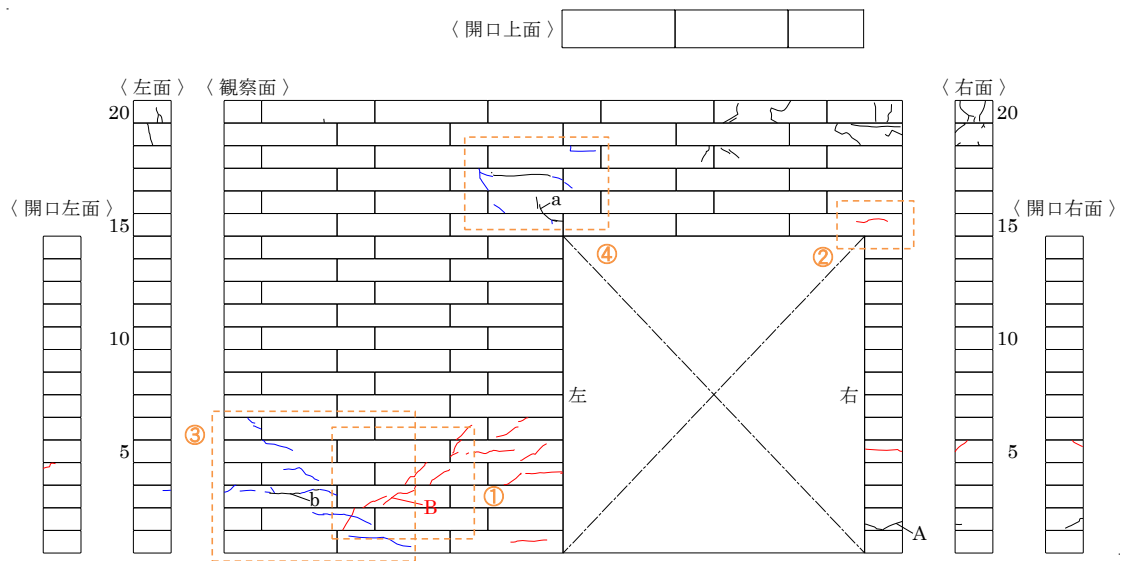 〈 開口上面 〉
〈 左面 〉 〈 観察面 〉 〈 右面 〉
20 20
〈 開口左面 〉 〈 開口右面 〉
a
15 15
④ ②
10 10
左 右
③
5 5
b B ①
A